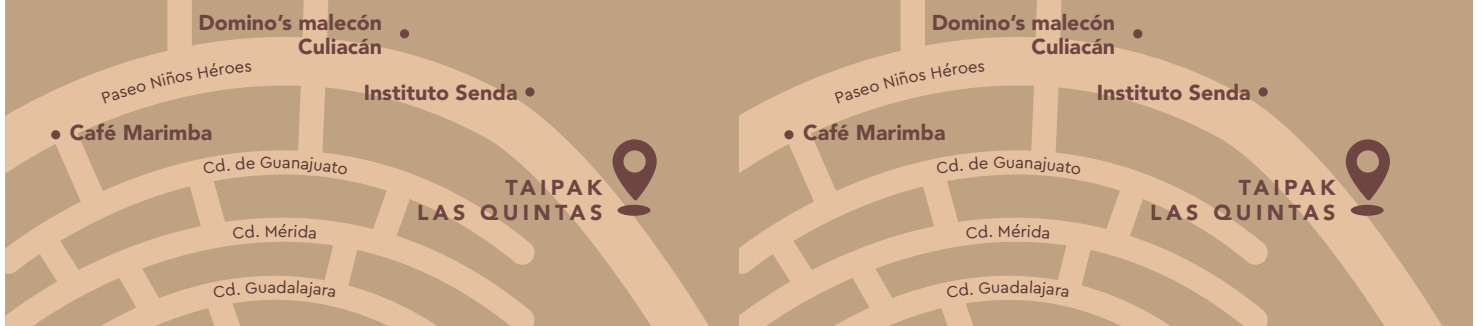 Domino's malecón
Culiacán
Paseo Niños Héroes
Instituto Senda
Café Marimba
Cd. de Guanajuato
TAIPAK
LAS QUINTAS
Cd. Mérida
Cd. Guadalajara
Domino's malecón
Culiacán
Paseo Niños Héroes
Instituto Senda
Café Marimba
Cd. de Guanajuato
TAIPAK
LAS QUINTAS
Cd. Mérida
Cd. Guadalajara